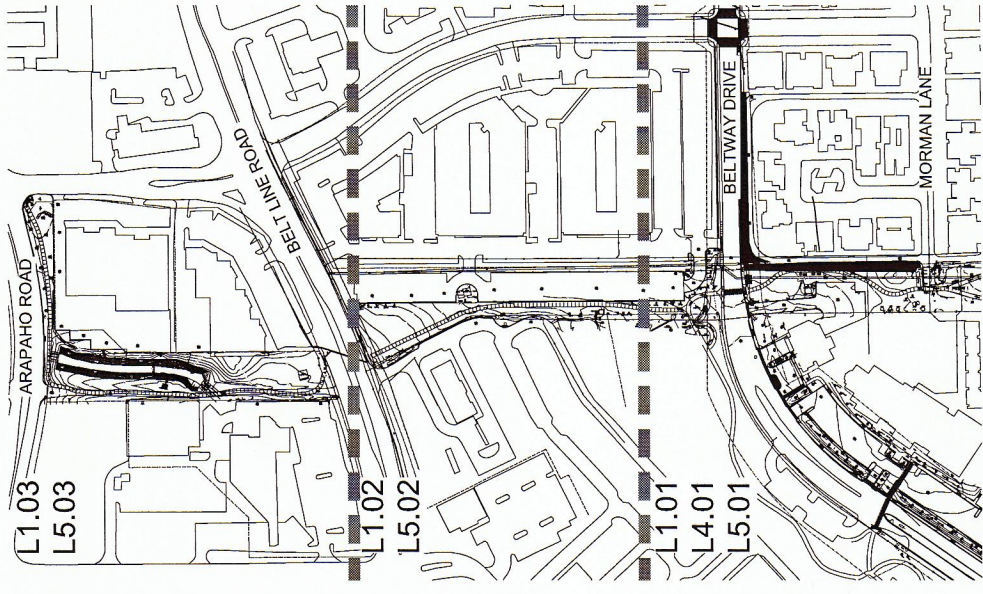 ARAPAHO ROAD
L1.03
L5.03
BELT LINE ROAD
L1.02
L5.02
BELTWAY DRIVE
MORMAN LANE
L1.01
L4.01
L5.01